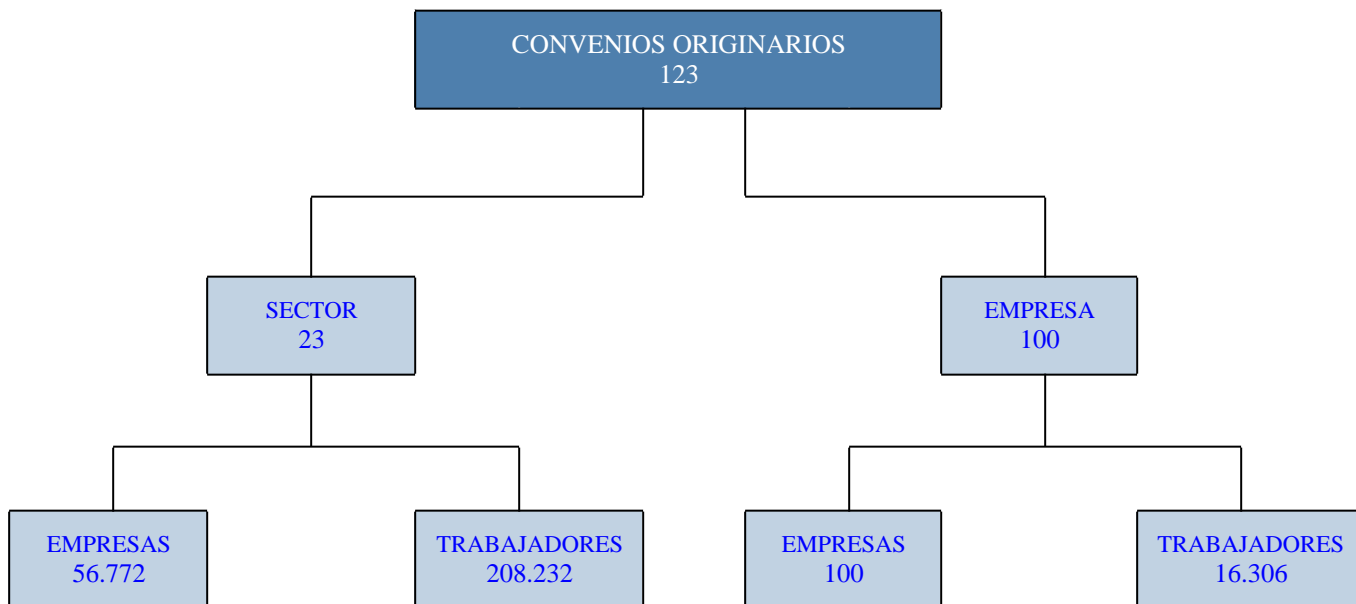 CONVENIOS ORIGINARIOS
123
SECTOR
23
EMPRESA
100
EMPRESAS
56.772
TRABAJADORES
208.232
EMPRESAS
100
TRABAJADORES
16.306